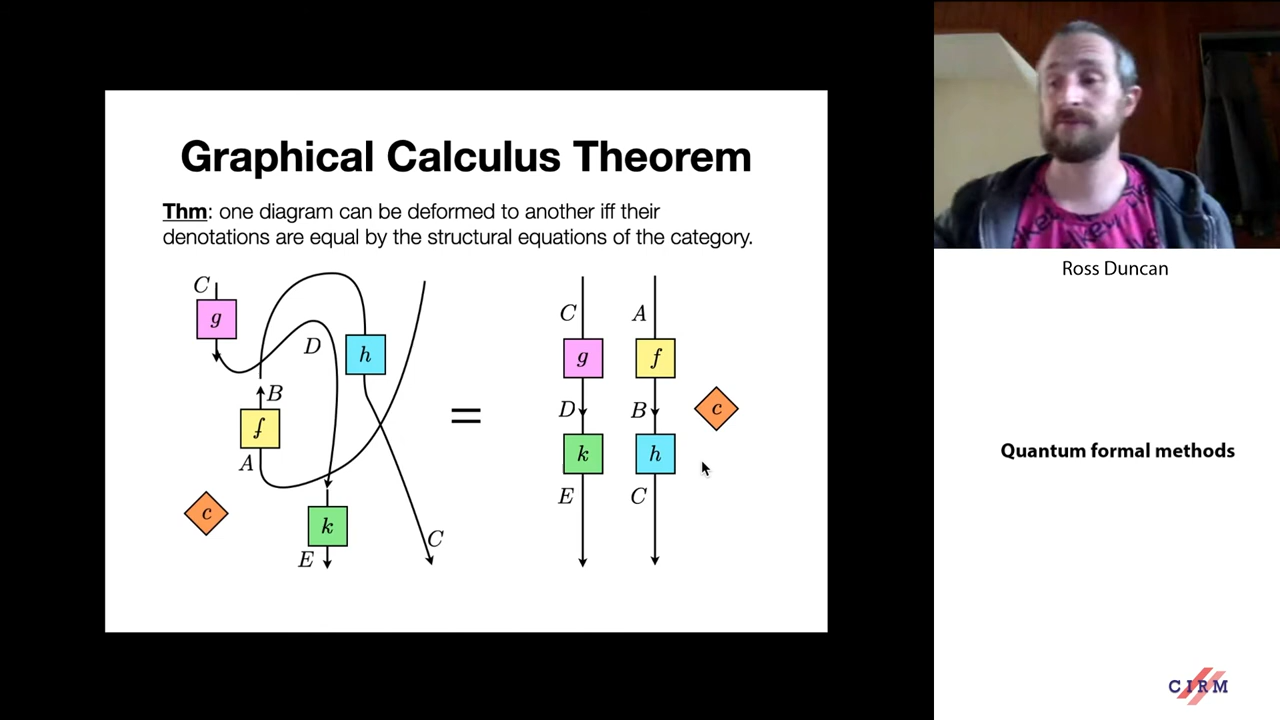 Graphical Calculus Theorem
Thm: one diagram can be deformed to another iff their
denotations are equal by the structural equations of the category.
C
g
D
h
B
f
A
c
k
E
C
=
C
A
g
f
D
B
c
k
h
E
C
Ross Duncan
Quantum formal methods
CIRM